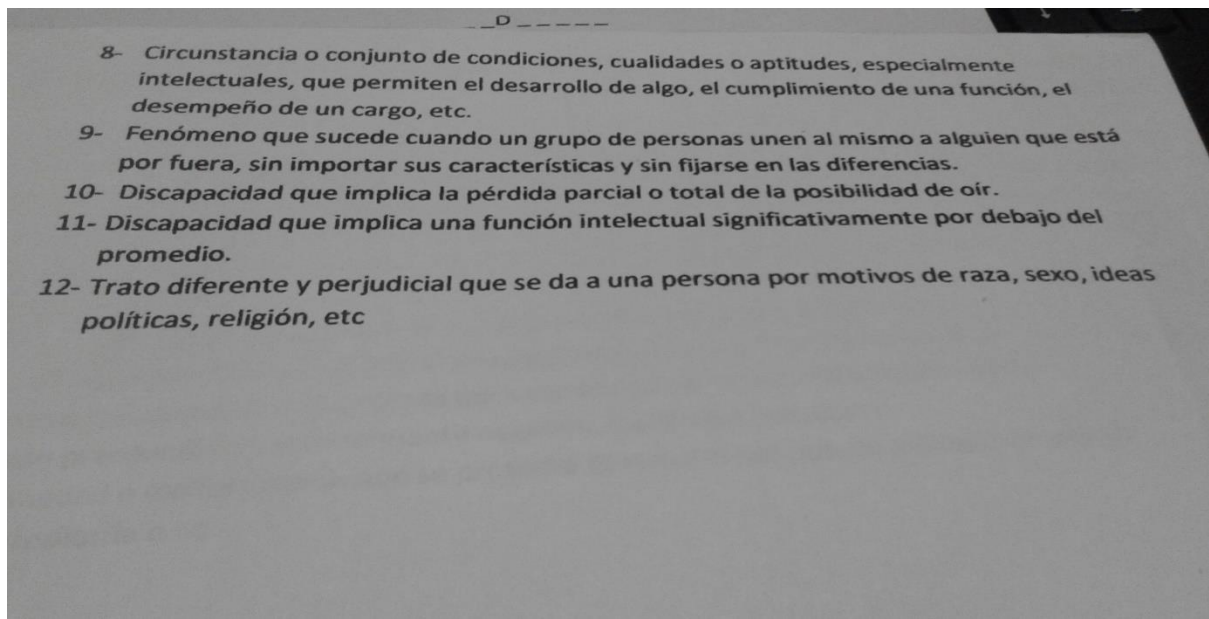 _ _D _ _ _ _ _
8- Circunstancia o conjunto de condiciones, cualidades o aptitudes, especialmente
intelectuales, que permiten el desarrollo de algo, el cumplimiento de una función, el
desempeño de un cargo, etc.
9- Fenómeno que sucede cuando un grupo de personas unen al mismo a alguien que está
por fuera, sin importar sus características y sin fijarse en las diferencias.
10- Discapacidad que implica la pérdida parcial o total de la posibilidad de oír.
11- Discapacidad que implica una función intelectual significativamente por debajo del
promedio.
12- Trato diferente y perjudicial que se da a una persona por motivos de raza, sexo, ideas
políticas, religión, etc